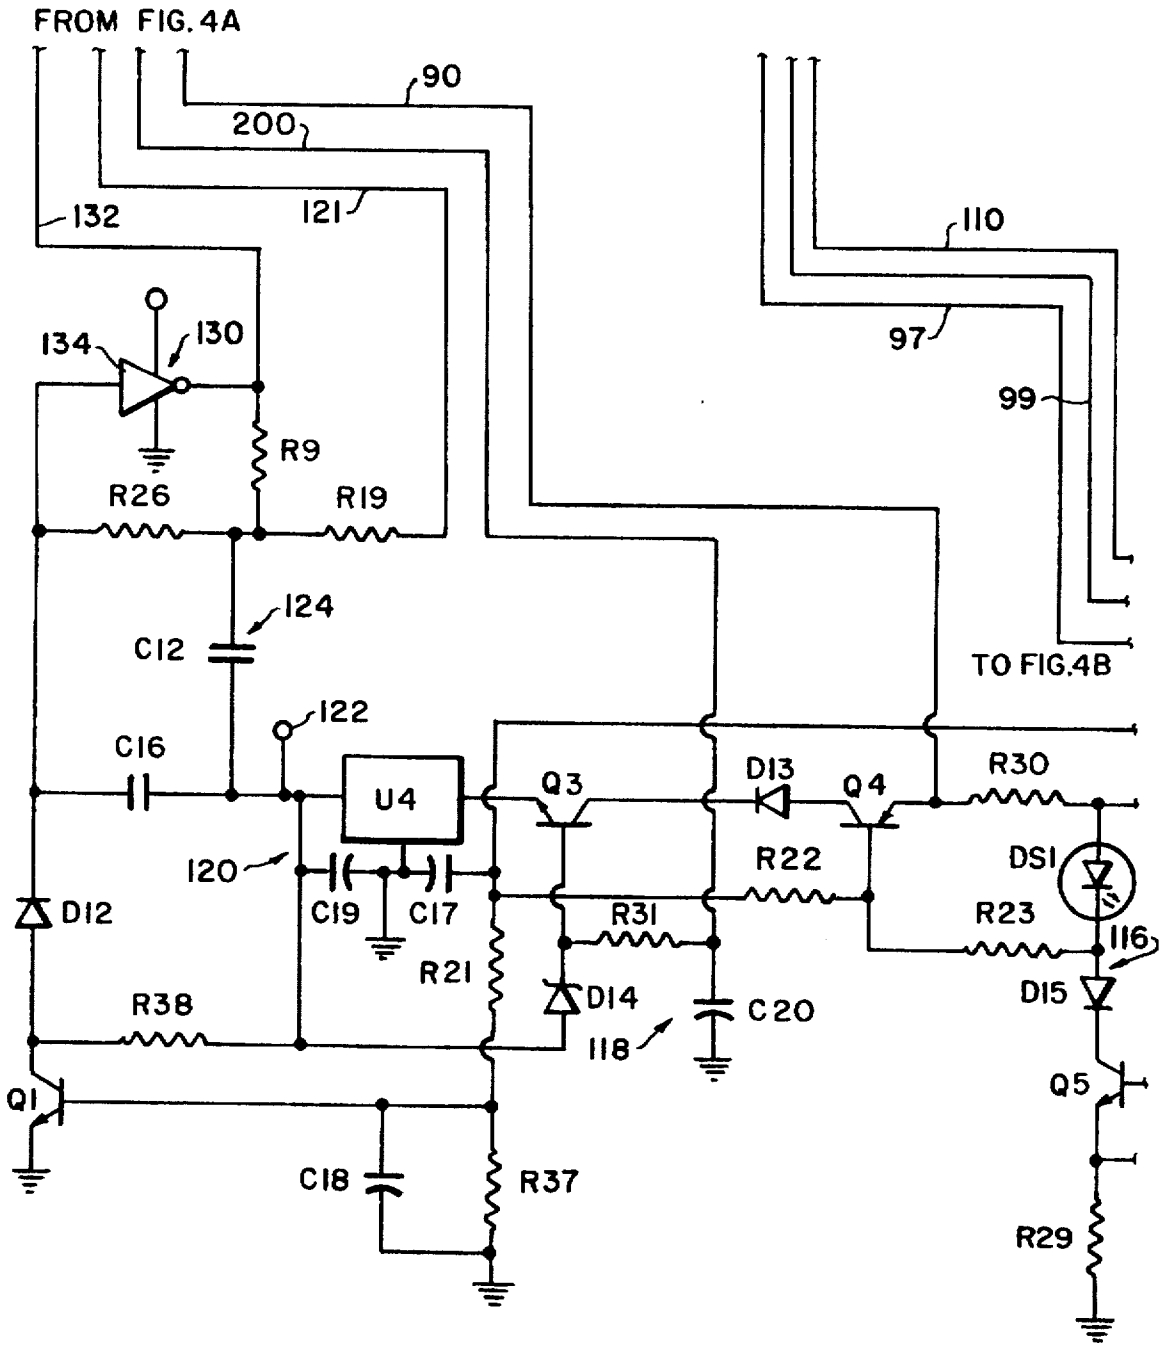 FROM FIG. 4A
90
200
132
121
110
134
130
97
99
R9
R26
R19
124
C12
TO FIG.4B
122
C16
U4
Q3
D13
Q4
R30
120
C19
C17
R22
DS1
D12
R31
R23
R21
116
D14
D15
R38
118
C20
Q1
Q5
C18
R37
R29